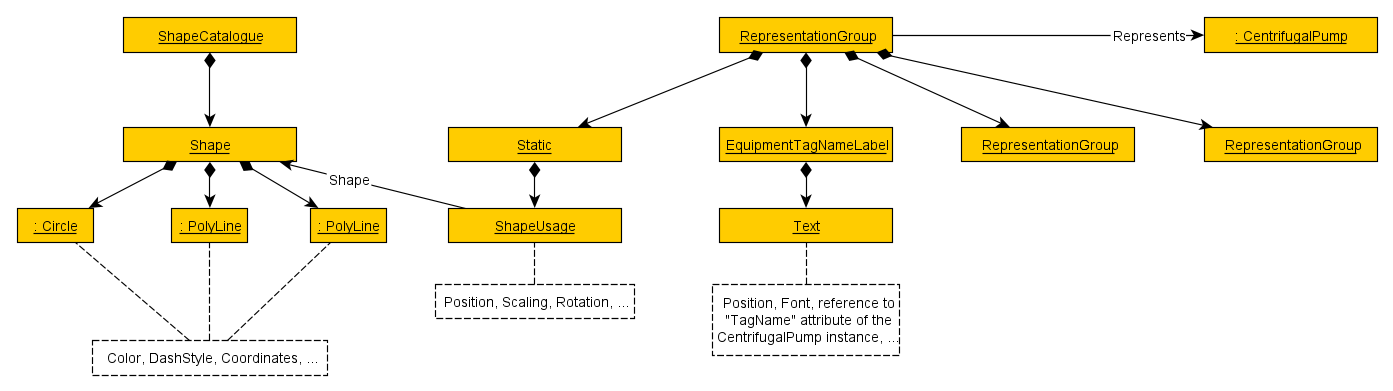 ShapeCatalogue
RepresentationGroup
Represents
: CentrifugalPump
Shape
Static
EquipmentTagNameLabel
RepresentationGroup
RepresentationGroup
Shape
: Circle
: PolyLine
: PolyLine
ShapeUsage
Text
Position, Scaling, Rotation, ...
Position, Font, reference to
"TagName" attribute of the
CentrifugalPump instance, ...
Color, DashStyle, Coordinates, ...